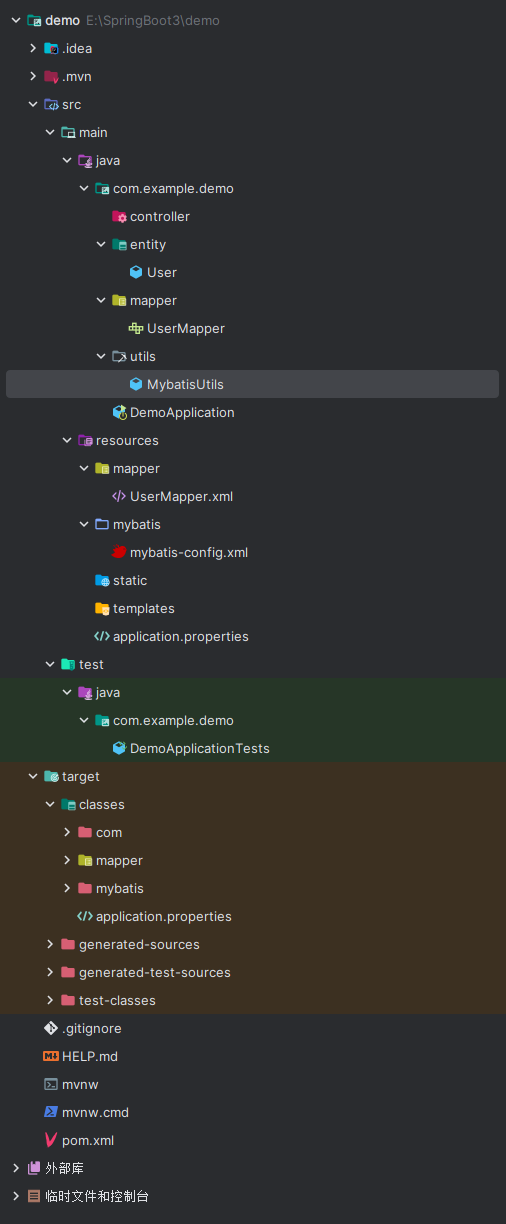 demo E:\SpringBoot3\demo
.idea
.mvn
src
main
java
com.example.demo
controller
entity
User
mapper
UserMapper
utils
MybatisUtils
DemoApplication
resources
mapper
UserMapper.xml
mybatis
mybatis-config.xml
static
templates
application.properties
test
java
com.example.demo
DemoApplicationTests
target
classes
com
mapper
mybatis
application.properties
generated-sources
generated-test-sources
test-classes
.gitignore
HELP.md
mvnw
mvnw.cmd
pom.xml
外部库
临时文件和控制台